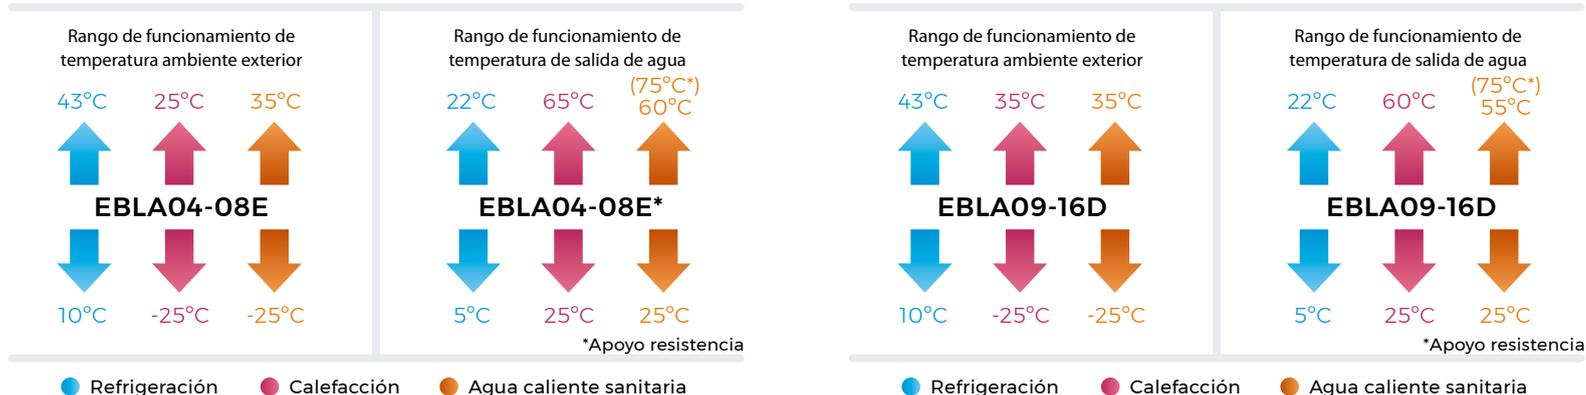 Rango de funcionamiento de
temperatura ambiente exterior
43°C 25°C 35°C
EBLA04-08E
10°C -25°C -25°C
Rango de funcionamiento de
temperatura de salida de agua
(75°C*)
22°C 65°C 60°C
EBLA04-08E*
5°C 25°C 25°C
*Apoyo resistencia
Refrigeración Calefacción Agua caliente sanitaria
Rango de funcionamiento de
temperatura ambiente exterior
43°C 35°C 35°C
EBLA09-16D
10°C -25°C -25°C
Rango de funcionamiento de
temperatura de salida de agua
(75°C*)
22°C 60°C 55°C
EBLA09-16D
5°C 25°C 25°C
*Apoyo resistencia
Refrigeración Calefacción Agua caliente sanitaria